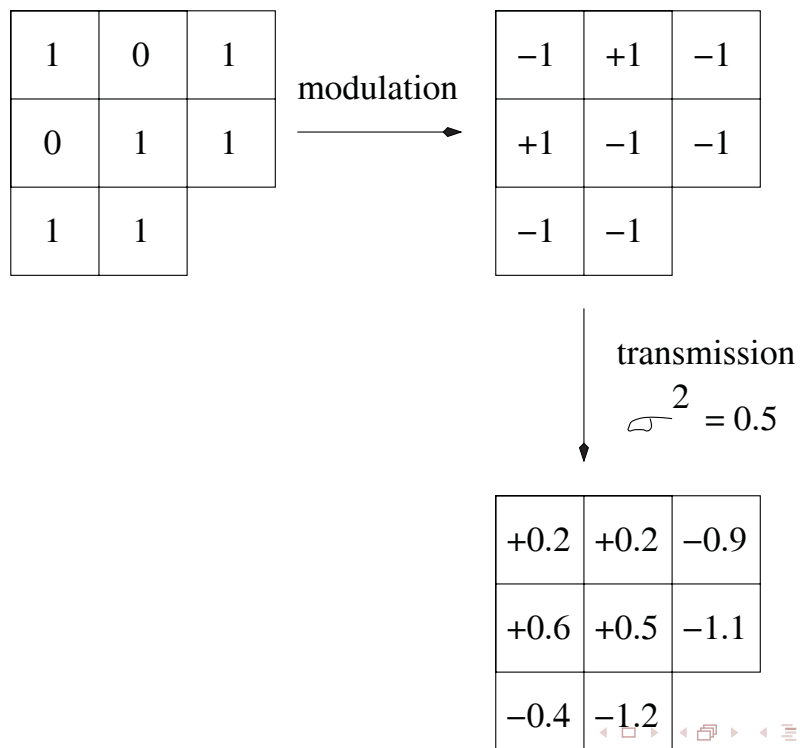 1 0 1
0 1 1
1 1
modulation
−1 +1 −1
+1 −1 −1
−1 −1
transmission
σ² = 0.5
+0.2 +0.2 −0.9
+0.6 +0.5 −1.1
−0.4 −1.2